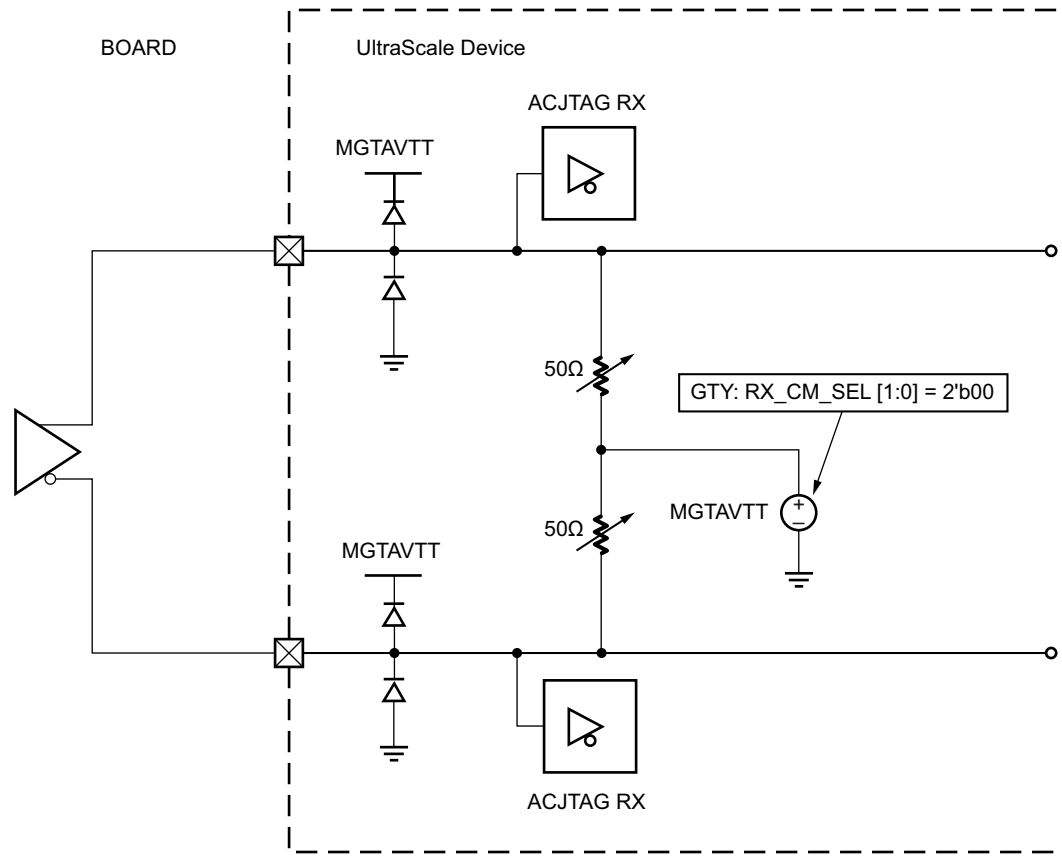 BOARD
UltraScale Device
ACJTAG RX
MGTAVTT
50Ω
GTY: RX_CM_SEL [1:0] = 2'b00
50Ω
MGTAVTT
+
–
MGTAVTT
ACJTAG RX